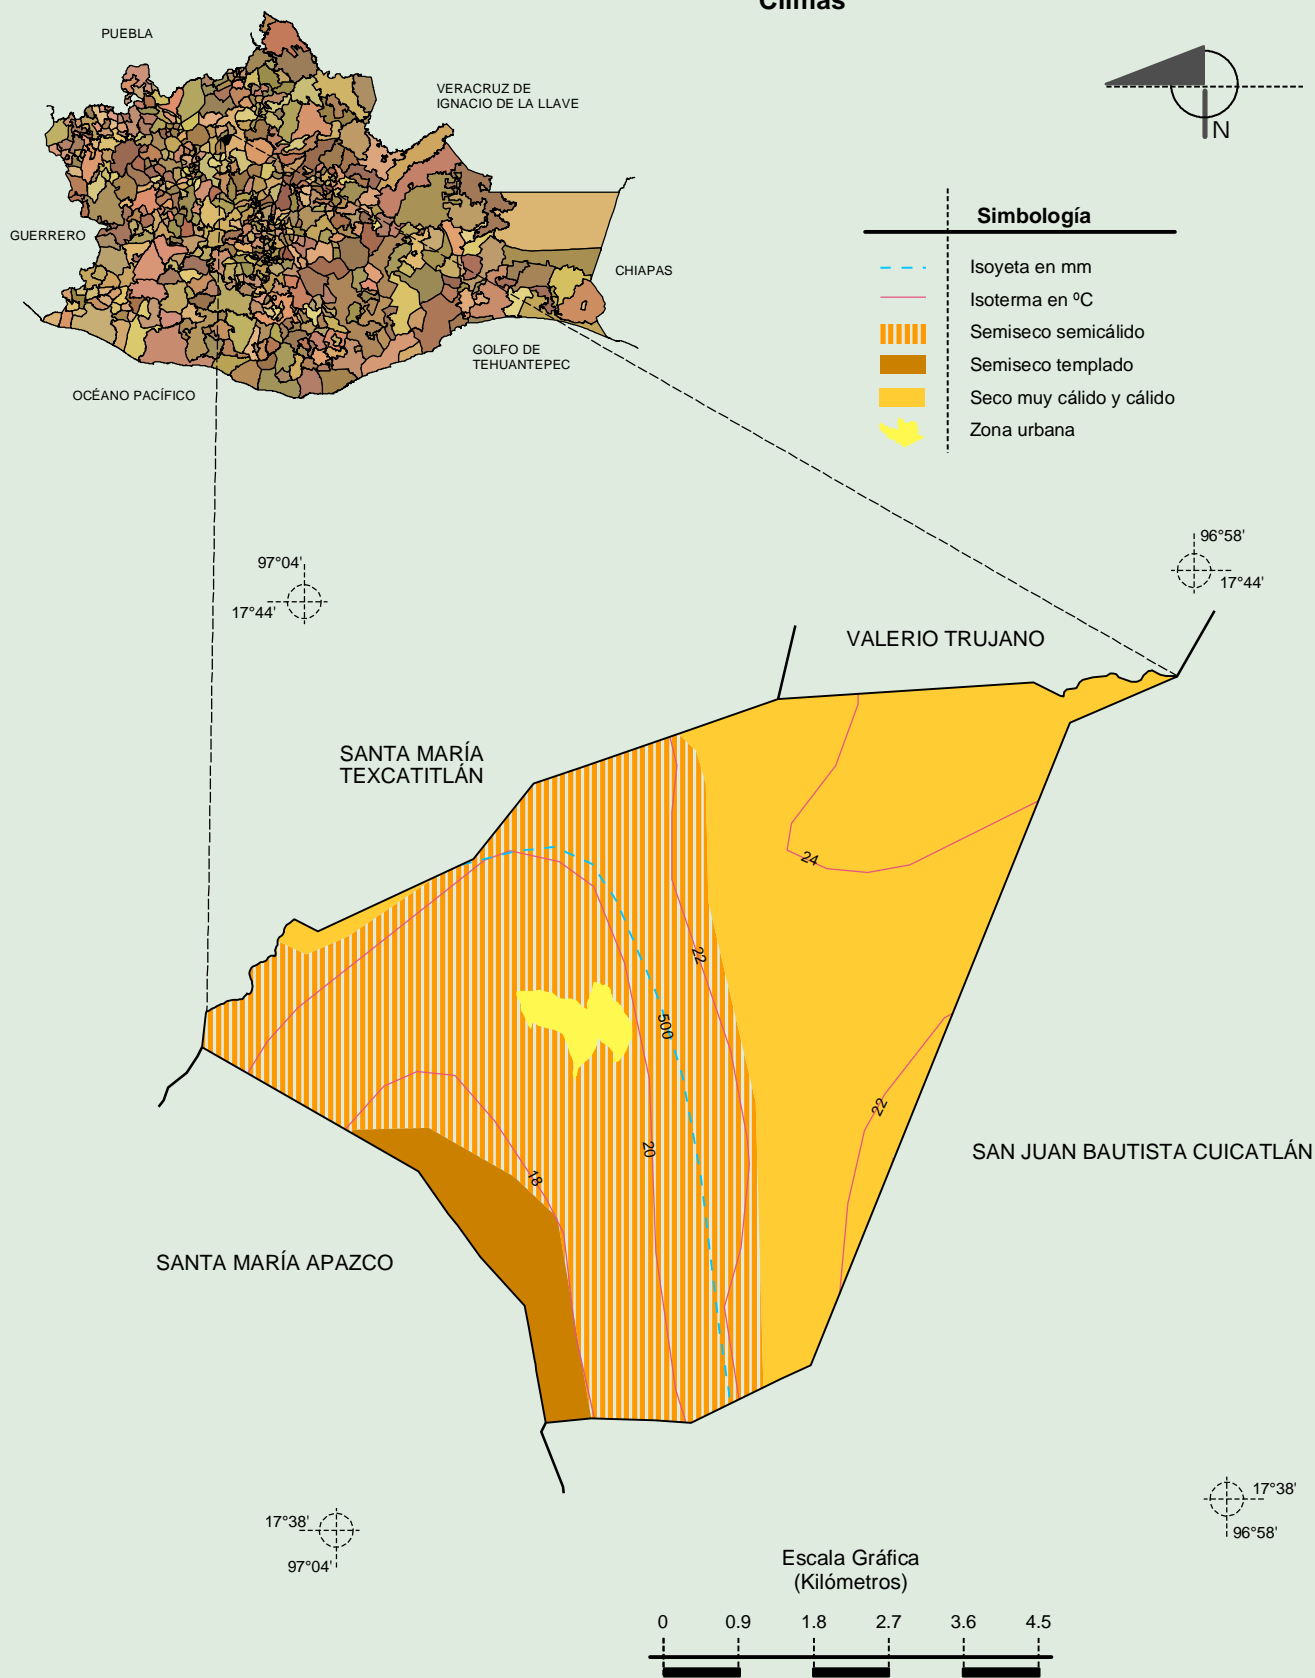 Climas
PUEBLA
VERACRUZ DE
IGNACIO DE LA LLAVE
GUERRERO
CHIAPAS
GOLFO DE
TEHUANTEPEC
OCÉANO PACÍFICO
N
Simbología
Isoyeta en mm
Isoterma en ºC
Semiseco semicálido
Semiseco templado
Seco muy cálido y cálido
Zona urbana
97°04'
17°44'
96°58'
17°44'
VALERIO TRUJANO
SANTA MARÍA
TEXCATITLÁN
24
22
500
22
20
18
SAN JUAN BAUTISTA CUICATLÁN
SANTA MARÍA APAZCO
17°38'
97°04'
17°38'
96°58'
Escala Gráfica
(Kilómetros)
0 0.9 1.8 2.7 3.6 4.5